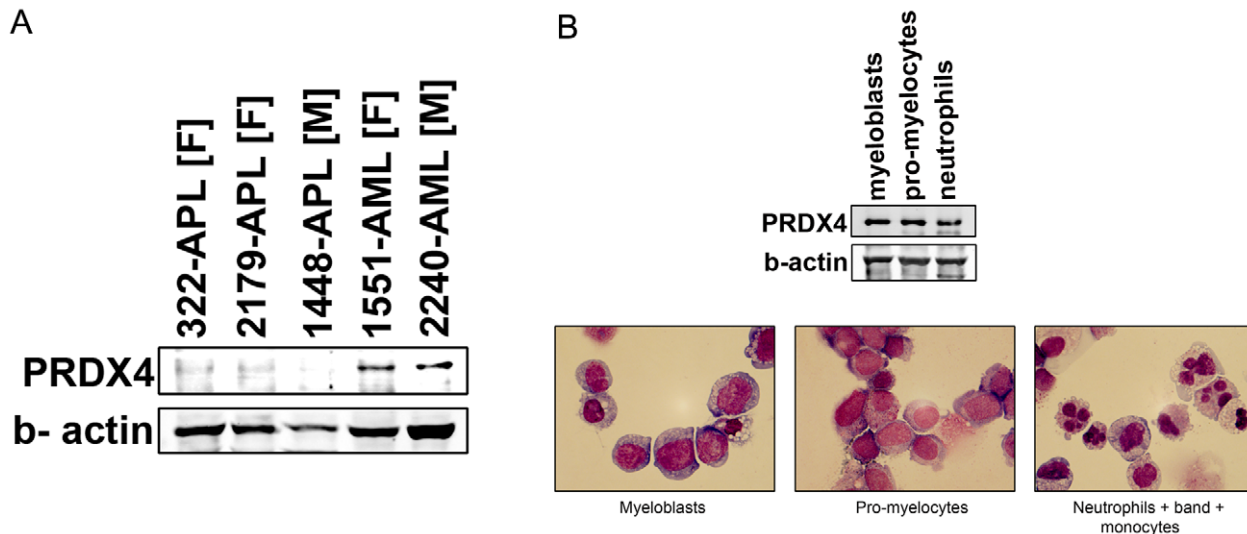 A
322-APL [F]
2179-APL [F]
1448-APL [M]
1551-AML [F]
2240-AML [M]
PRDX4
b- actin
B
myeloblasts
pro-myelocytes
neutrophils
PRDX4
b-actin
Myeloblasts
Pro-myelocytes
Neutrophils + band +
monocytes